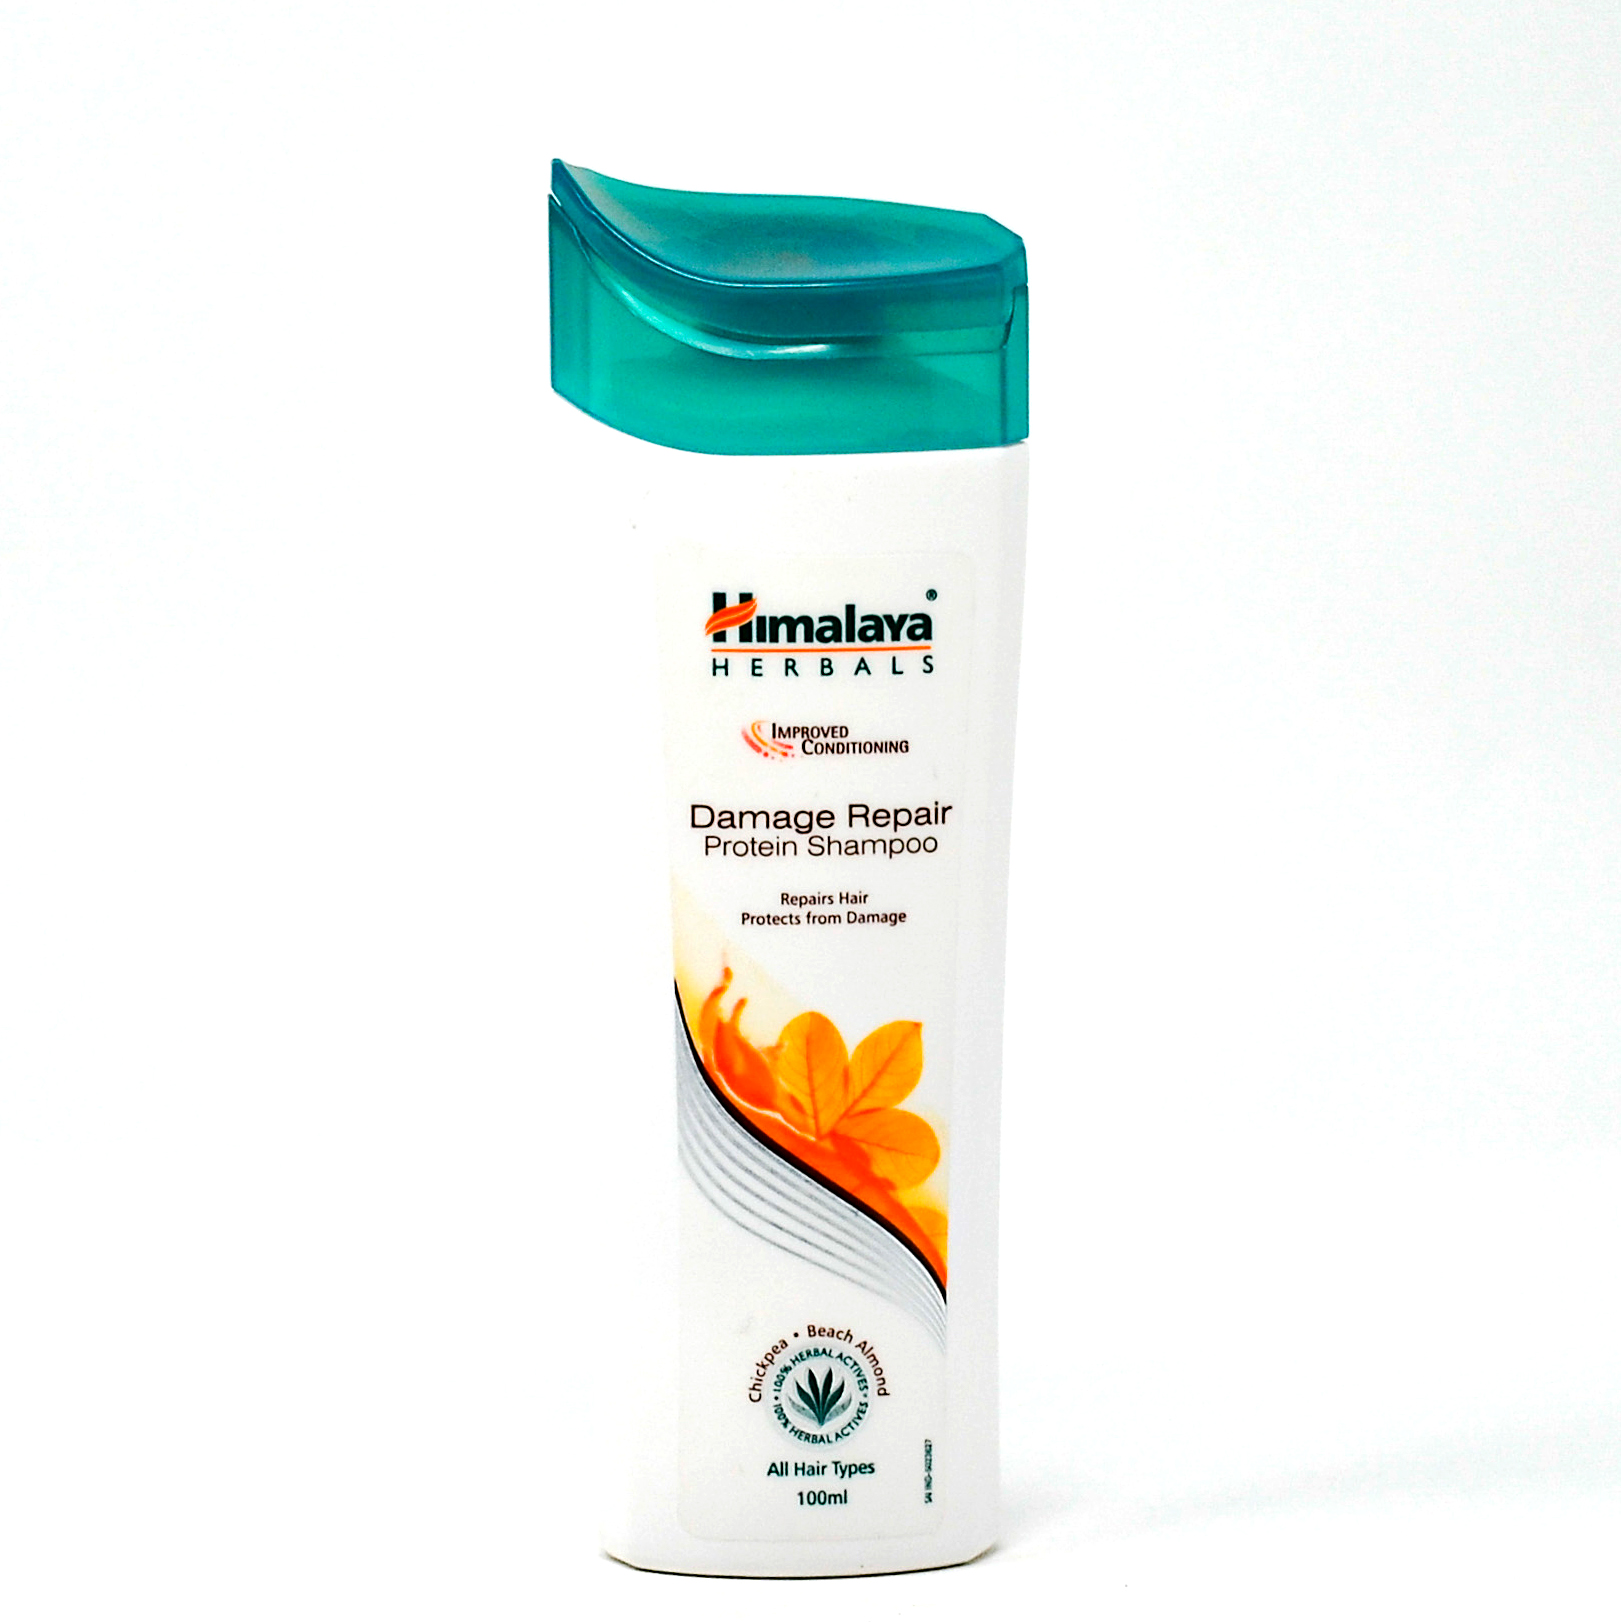 Himalaya®
HERBALS
IMPROVED
CONDITIONING
Damage Repair
Protein Shampoo
Repairs Hair
Protects from Damage
Chickpea • Beach Almond
100% HERBAL ACTIVES • 100% HERBAL ACTIVES •
All Hair Types
100ml